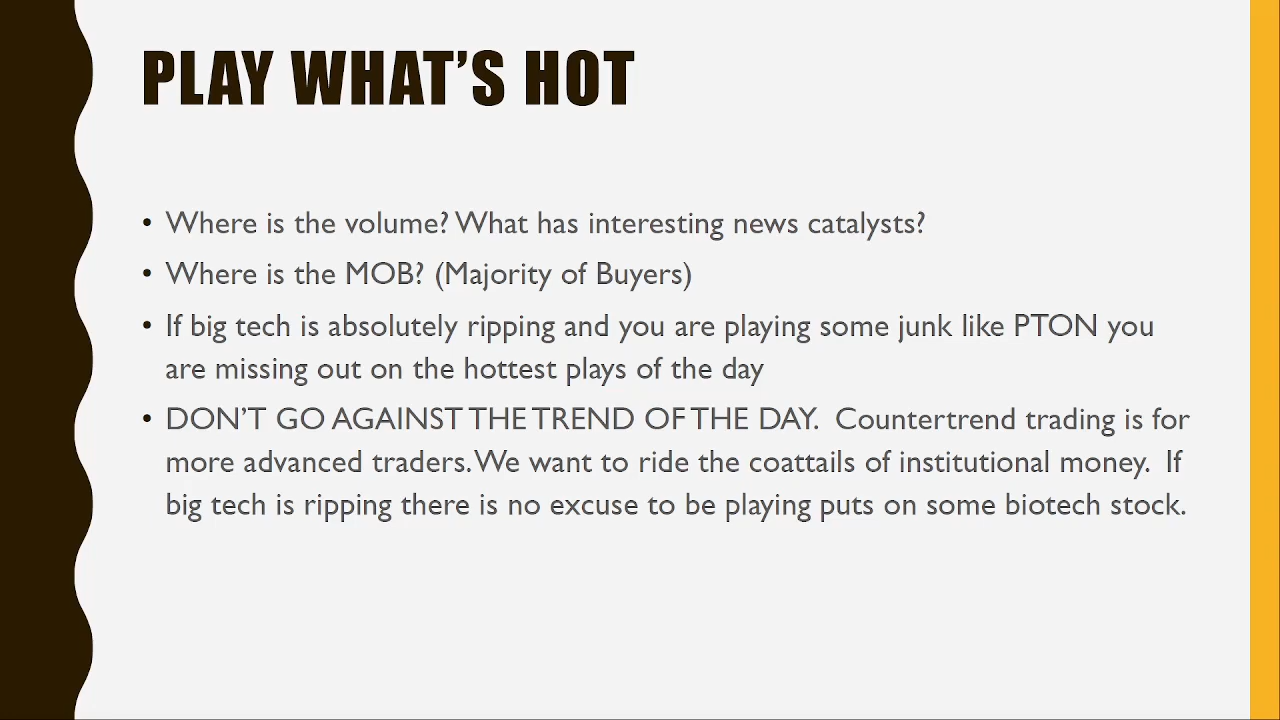 PLAY WHAT'S HOT
• Where is the volume? What has interesting news catalysts?
• Where is the MOB? (Majority of Buyers)
• If big tech is absolutely ripping and you are playing some junk like PTON you
are missing out on the hottest plays of the day
• DON'T GO AGAINST THE TREND OF THE DAY.  Countertrend trading is for
more advanced traders. We want to ride the coattails of institutional money.  If
big tech is ripping there is no excuse to be playing puts on some biotech stock.